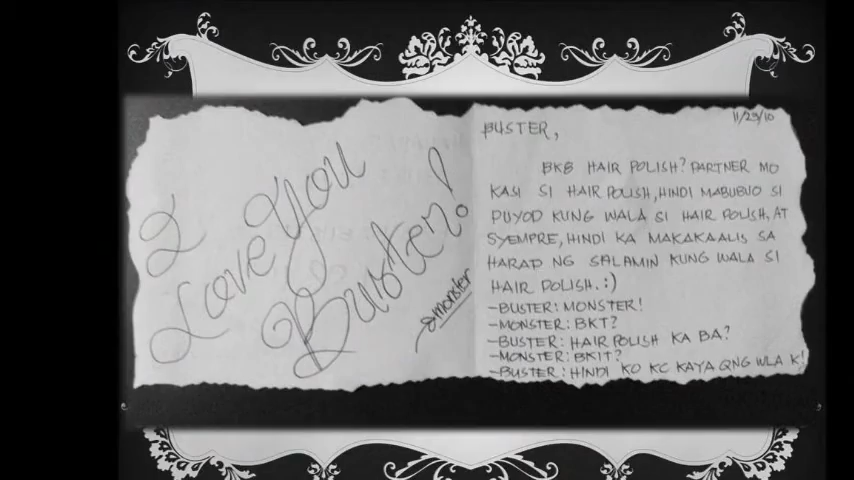 I
Love You
Buster!
monster
11/23/10
BUSTER,
BKB HAIR POLISH? PARTNER MO
KASI SI HAIR POLISH, HINDI MABUBUO SI
PUYOD KUNG WALA SI HAIR POLISH, AT
SYEMPRE, HINDI KA MAKAKAALIS SA
HARAP NG SALAMIN KUNG WALA SI
HAIR POLISH. :)
-BUSTER: MONSTER!
-MONSTER: BKT?
-BUSTER: HAIR POLISH KA BA?
-MONSTER: BKIT?
-BUSTER: HINDI KO KC KAYA QNG WLA K!